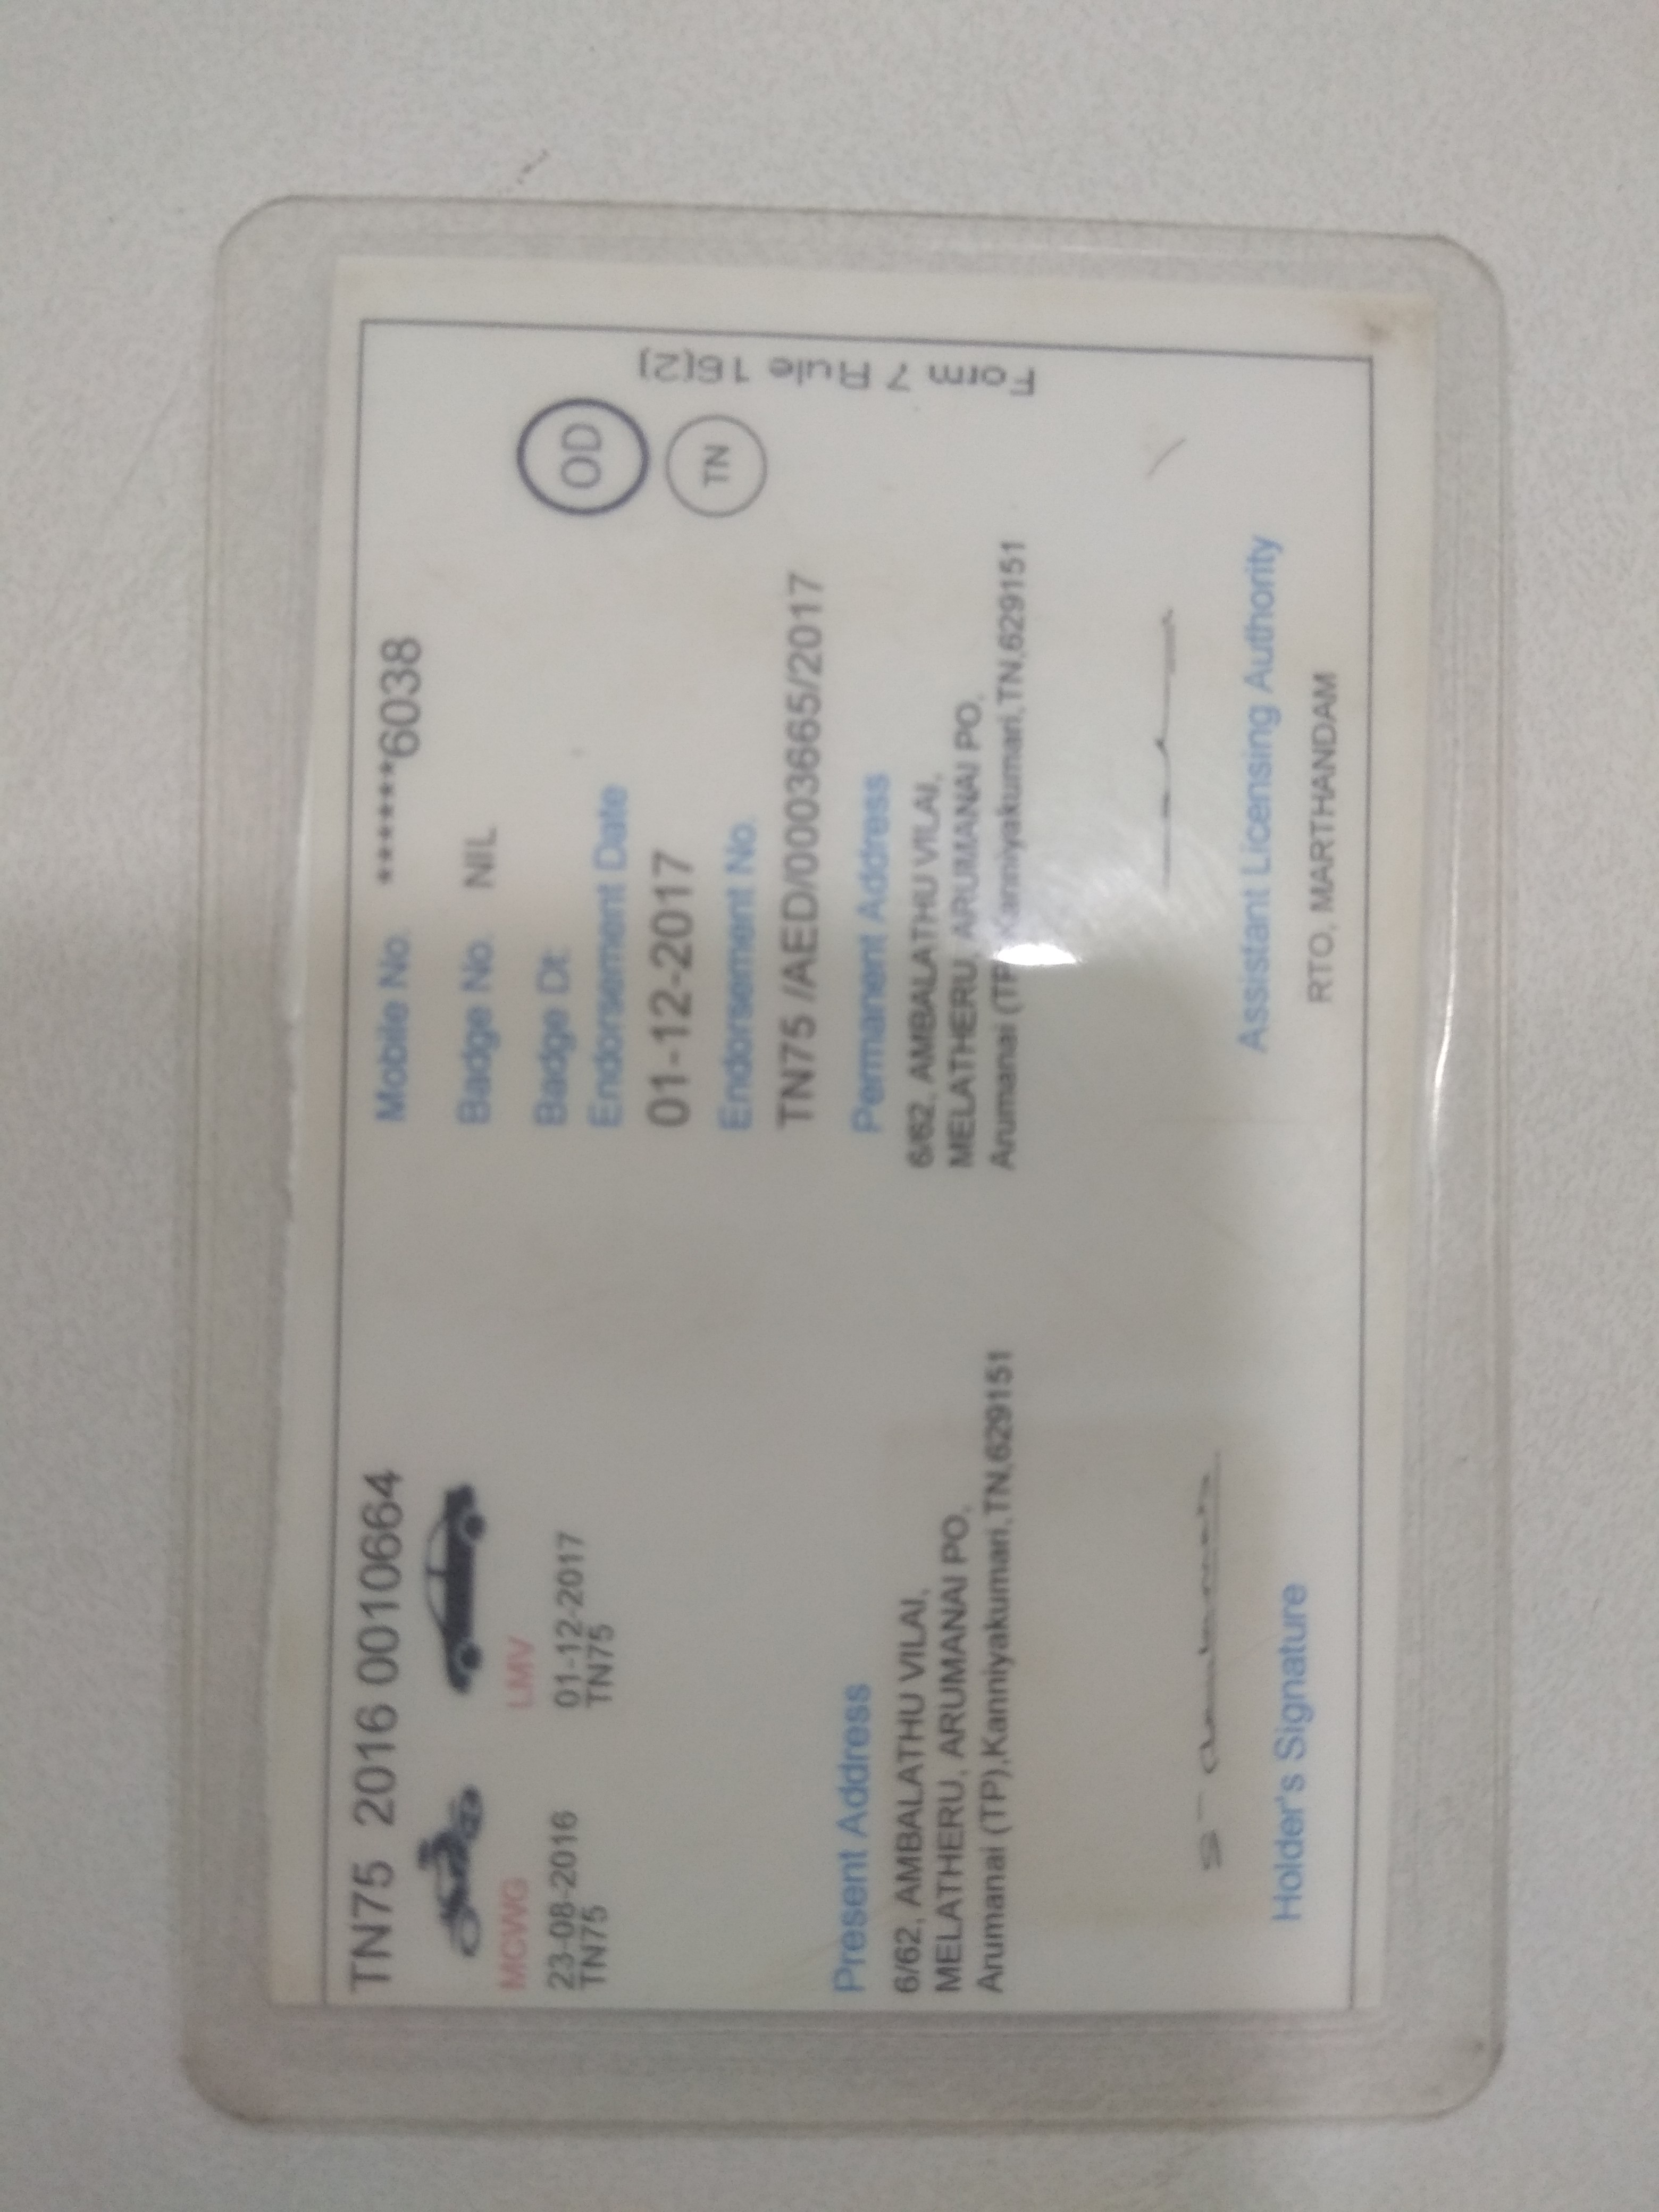 TN75 2016 0010664
MCWG
23-08-2016
TN75
LMV
01-12-2017
TN75
Mobile No. ******6038
Badge No. NIL
Badge Dt
Endorsement Date
01-12-2017
Endorsement No.
TN75 /AED/0003665/2017
OD
TN
Form 7 Rule 16(2)
Present Address
6/62, AMBALATHU VILAI,
MELATHERU, ARUMANAI PO,
Arumanai (TP),Kanniyakumari,TN,629151
Permanent Address
6/62, AMBALATHU VILAI,
MELATHERU, ARUMANAI PO,
Arumanai (TP),Kanniyakumari,TN,629151
Holder's Signature
Assistant Licensing Authority
RTO, MARTHANDAM